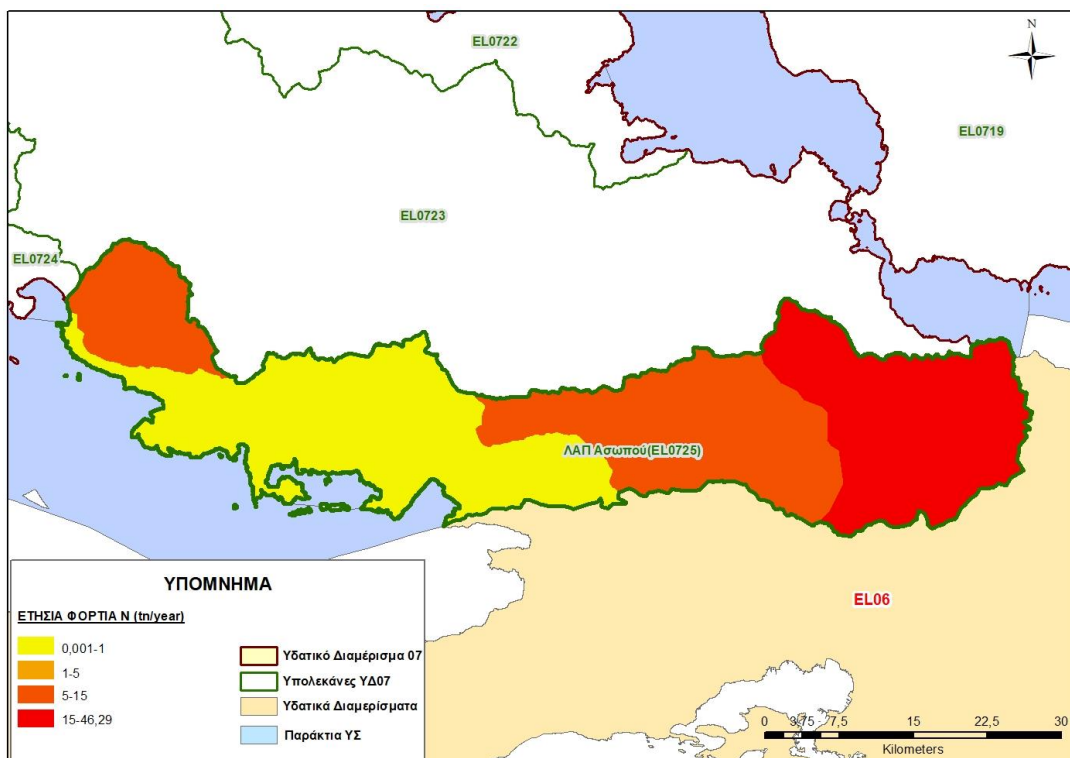 N
EL0722
EL0719
EL0723
EL0724
ΛΑΠ Ασωπού(EL0725)
EL06
ΥΠΟΜΝΗΜΑ
ΕΤΗΣΙΑ ΦΟΡΤΙΑ Ν (tn/year)
0,001-1
1-5
5-15
15-46,29
Υδατικό Διαμέρισμα 07
Υπολεκάνες ΥΔ07
Υδατικά Διαμερίσματα
Παράκτια ΥΣ
0 3,75 7,5 15 22,5 30
Kilometers